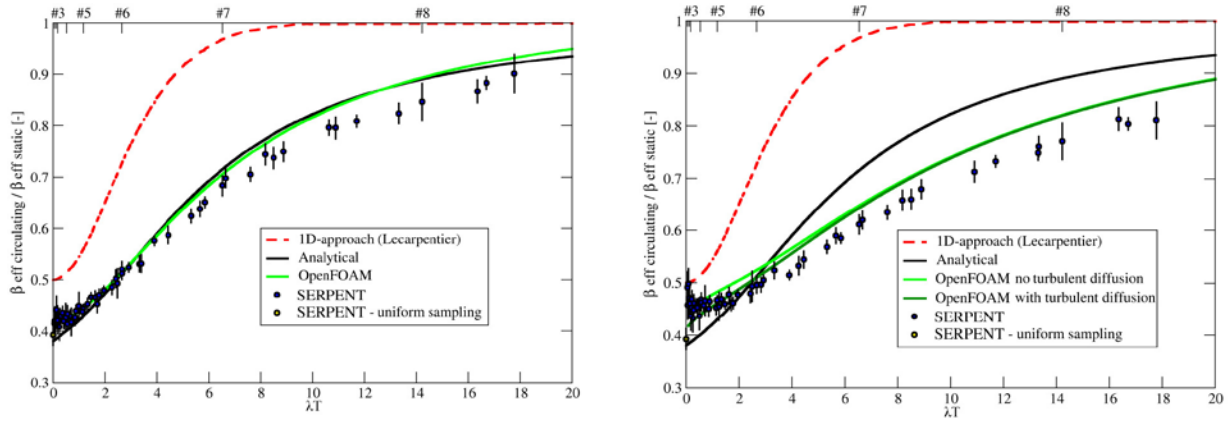 #3 #5 #6 #7 #8
1
0.9
0.8
0.7
0.6
0.5
0.4
0.3
β eff circulating / β eff static [-]
1D-approach (Lecarpentier)
Analytical
OpenFOAM
SERPENT
SERPENT - uniform sampling
0 2 4 6 8 10 12 14 16 18 20
λT
#3 #5 #6 #7 #8
1
0.9
0.8
0.7
0.6
0.5
0.4
0.3
β eff circulating / β eff static [-]
1D-approach (Lecarpentier)
Analytical
OpenFOAM no turbulent diffusion
OpenFOAM with turbulent diffusion
SERPENT
SERPENT - uniform sampling
0 2 4 6 8 10 12 14 16 18 20
λT